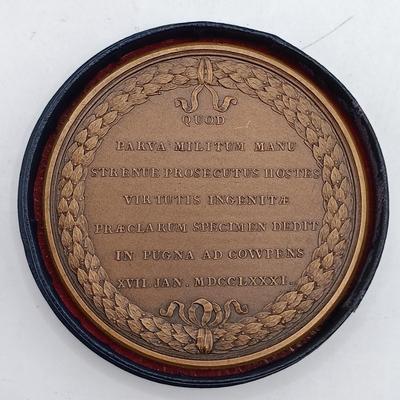 QUOD
PARVA MILITUM MANU
STRENUE PROSECUTUS HOSTES
VIRTUTIS INGENITÆ
PRÆCLARUM SPECIMEN DEDIT
IN PUGNA AD COWPENS
XVII. JAN. MDCCLXXXI.